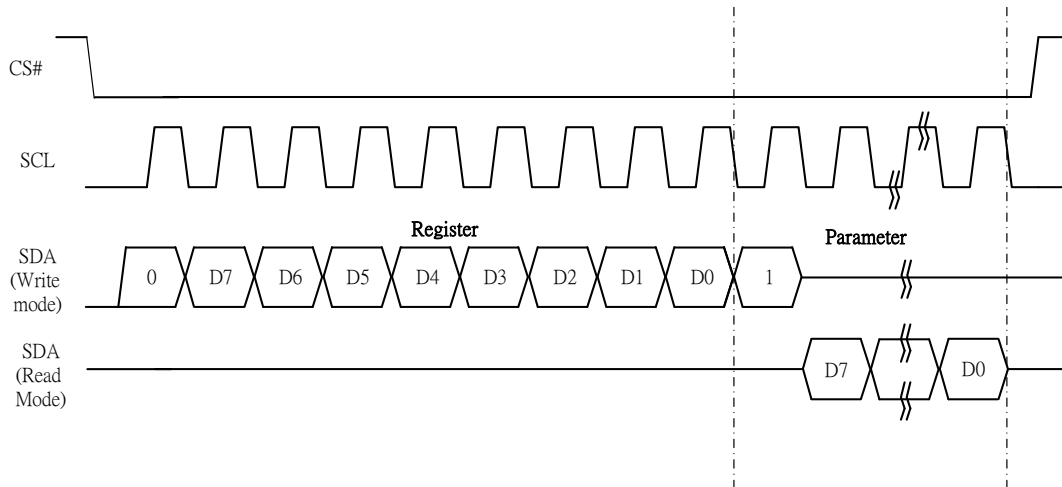 CS#
SCL
Register
Parameter
SDA
(Write
mode)
0 D7 D6 D5 D4 D3 D2 D1 D0 1
SDA
(Read
Mode)
D7 D0